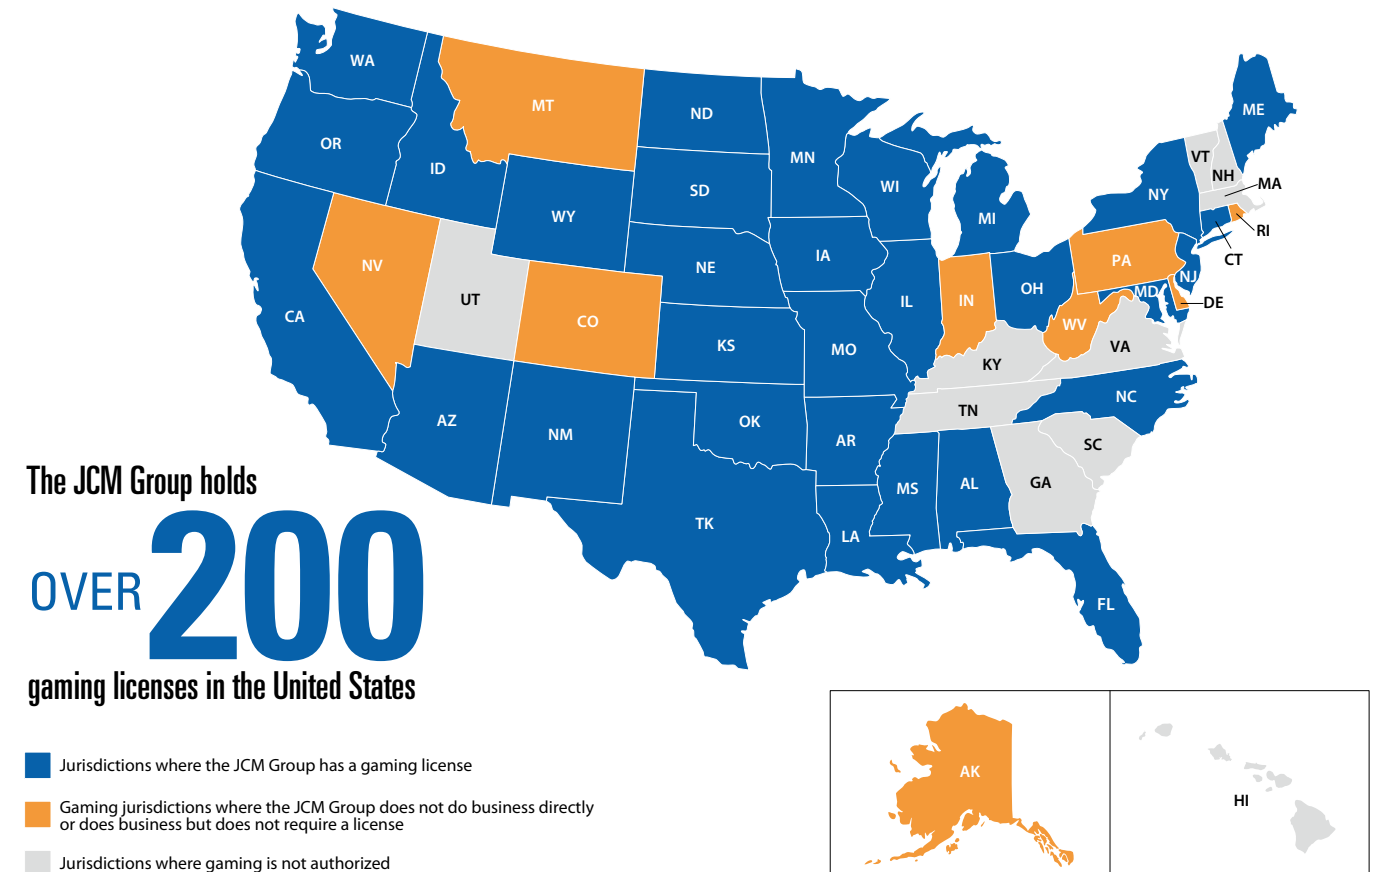 WA
MT
ND
ME
OR
MN
VT
ID
NH
WI
MA
SD
NY
WY
MI
RI
IA
CT
NV
NE
PA
NJ
UT
OH
MD
IN
IL
DE
CA
CO
WV
KS
MO
VA
KY
NC
TN
AZ
OK
NM
AR
SC
GA
AL
MS
TK
LA
FL
The JCM Group holds
OVER 200
gaming licenses in the United States
Jurisdictions where the JCM Group has a gaming license
Gaming jurisdictions where the JCM Group does not do business directly
or does business but does not require a license
Jurisdictions where gaming is not authorized
AK
HI